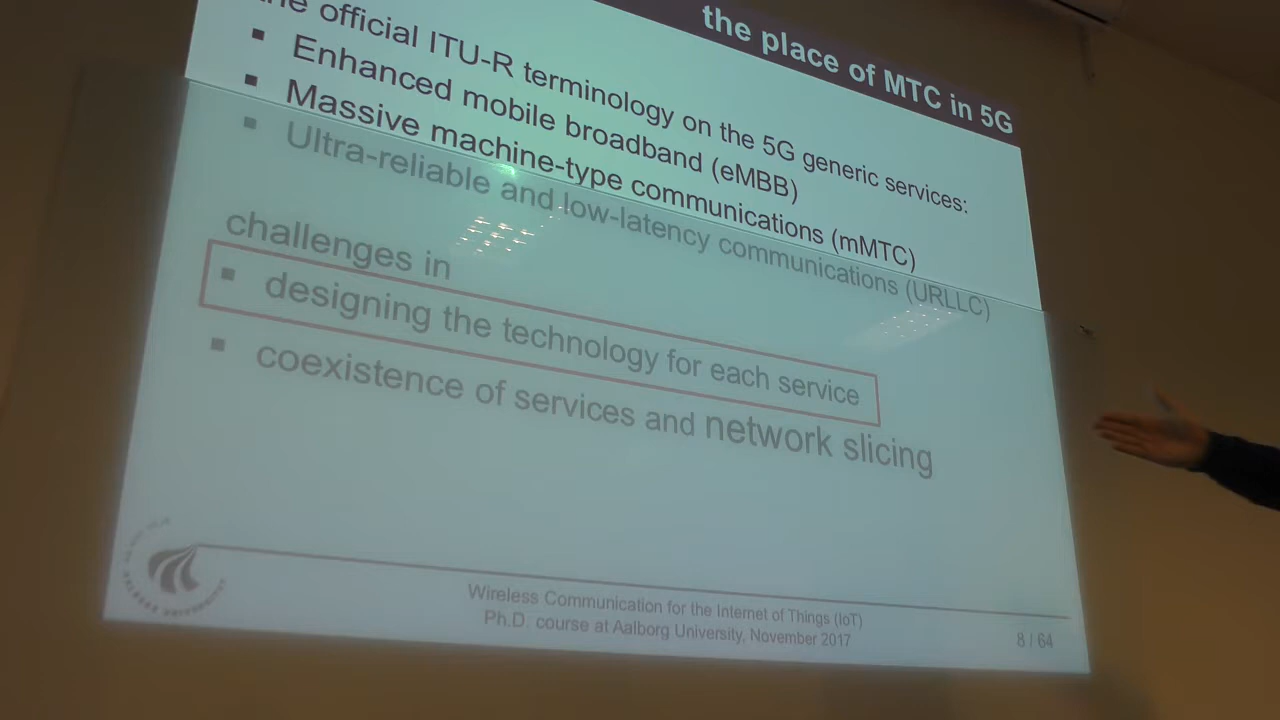 the place of MTC in 5G
official ITU-R terminology on the 5G generic services:
▪ Enhanced mobile broadband (eMBB)
▪ Massive machine-type communications (mMTC)
▪ Ultra-reliable and low-latency communications (URLLC)
challenges in
▪ designing the technology for each service
▪ coexistence of services and network slicing
Wireless Communication for the Internet of Things (IoT)
Ph.D. course at Aalborg University, November 2017
8 / 64